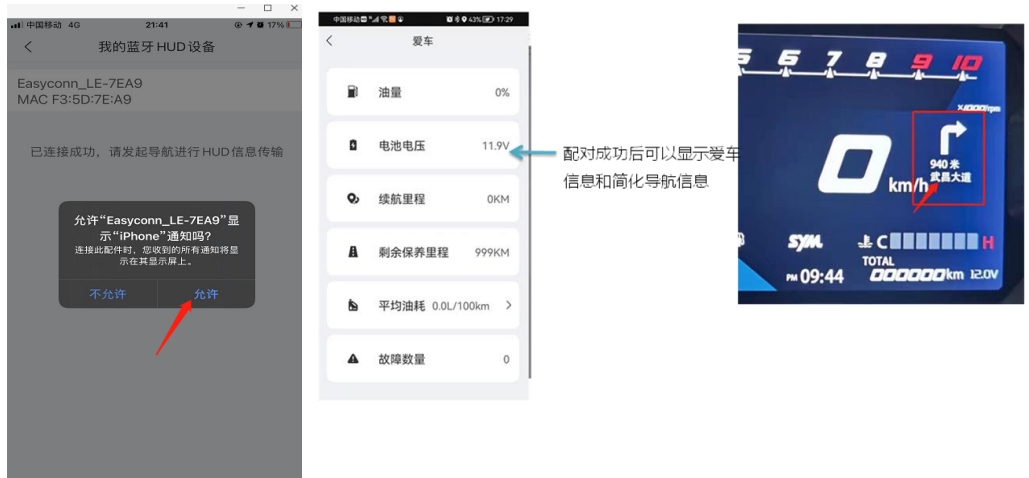 中国移动 4G 21:41 17%
我的蓝牙 HUD 设备
Easyconn_LE-7EA9
MAC F3:5D:7E:A9
已连接成功，请发起导航进行 HUD 信息传输
允许“Easyconn_LE-7EA9”显
示“iPhone”通知吗?
连接此配件时，您收到的所有通知将显
示在其显示屏上。
不允许 允许
中国移动 43% 17:29
爱车
油量 0%
电池电压 11.9V
续航里程 0KM
剩余保养里程 999KM
平均油耗 0.0L/100km
故障数量 0
配对成功后可以显示爱车
信息和简化导航信息
5 6 7 8 9 10
X1000/rpm
940 米
武昌大道
0 km/h
SYM C H
TOTAL
PM 09:44 000000km 12.0V